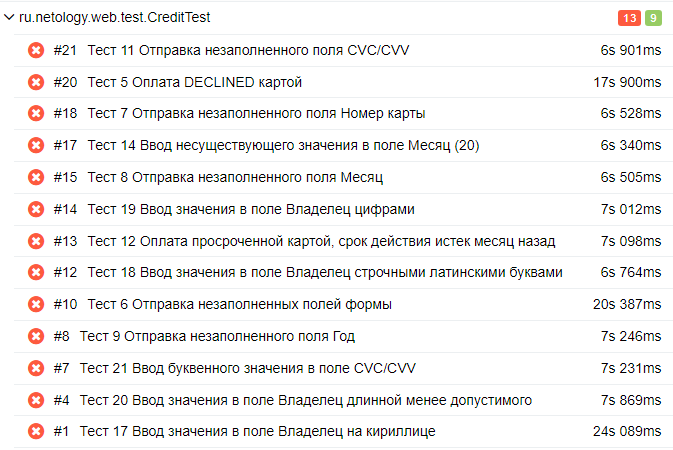 ru.netology.web.test.CreditTest 13 9
#21 Тест 11 Отправка незаполненного поля CVC/CVV 6s 901ms
#20 Тест 5 Оплата DECLINED картой 17s 900ms
#18 Тест 7 Отправка незаполненного поля Номер карты 6s 528ms
#17 Тест 14 Ввод несуществующего значения в поле Месяц (20) 6s 340ms
#15 Тест 8 Отправка незаполненного поля Месяц 6s 505ms
#14 Тест 19 Ввод значения в поле Владелец цифрами 7s 012ms
#13 Тест 12 Оплата просроченной картой, срок действия истек месяц назад 7s 098ms
#12 Тест 18 Ввод значения в поле Владелец строчными латинскими буквами 6s 764ms
#10 Тест 6 Отправка незаполненных полей формы 20s 387ms
#8 Тест 9 Отправка незаполненного поля Год 7s 246ms
#7 Тест 21 Ввод буквенного значения в поле CVC/CVV 7s 231ms
#4 Тест 20 Ввод значения в поле Владелец длинной менее допустимого 7s 869ms
#1 Тест 17 Ввод значения в поле Владелец на кириллице 24s 089ms